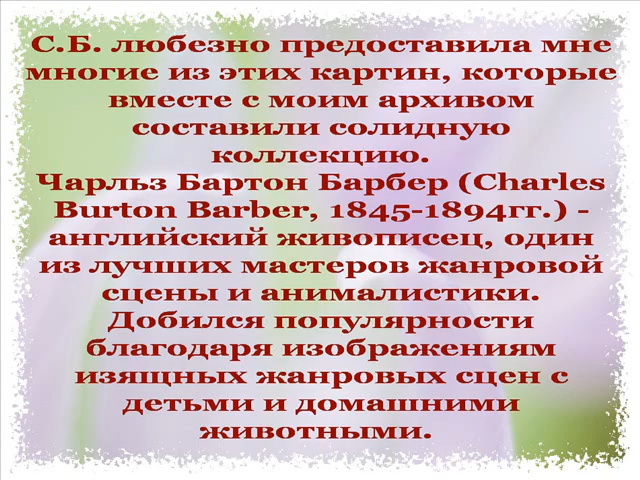 С.Б. любезно предоставила мне
многие из этих картин, которые
вместе с моим архивом
составили солидную
коллекцию.
Чарльз Бартон Барбер (Charles
Burton Barber, 1845-1894гг.) -
английский живописец, один
из лучших мастеров жанровой
сцены и анималистики.
Добился популярности
благодаря изображениям
изящных жанровых сцен с
детьми и домашними
животными.